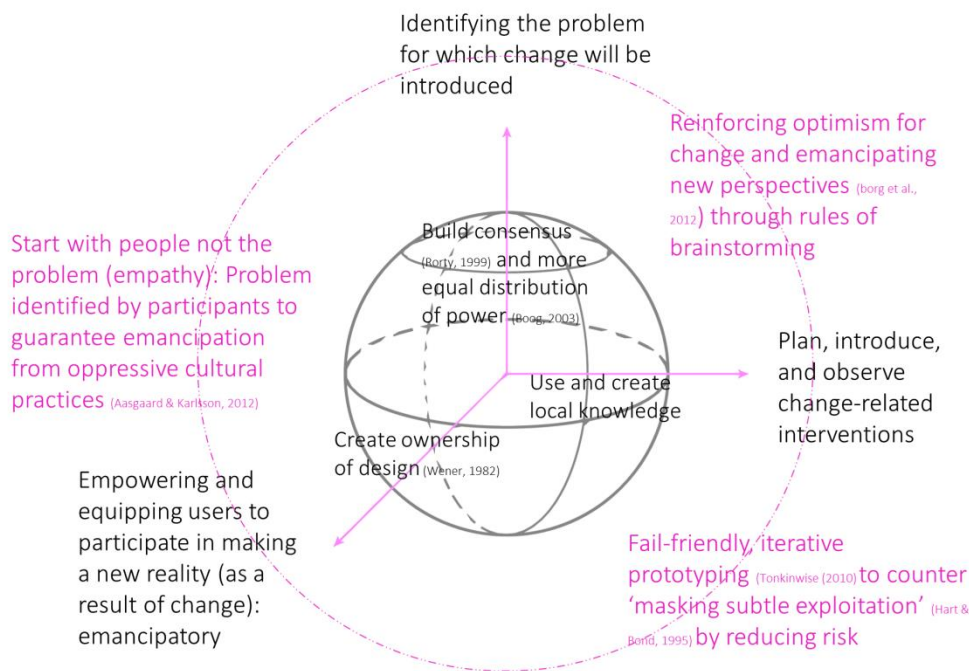 Identifying the problem
for which change will be
introduced
Reinforcing optimism for
change and emancipating
new perspectives (borg et al.,
2012) through rules of
brainstorming
Start with people not the
problem (empathy): Problem
identified by participants to
guarantee emancipation
from oppressive cultural
practices (Aasgaard & Karlsson, 2012)
Build consensus
(Rorty, 1999) and more
equal distribution
of power (Boog, 2003)
Use and create
local knowledge
Plan, introduce,
and observe
change-related
interventions
Create ownership
of design (Wener, 1982)
Empowering and
equipping users to
participate in making
a new reality (as a
result of change):
emancipatory
Fail-friendly, iterative
prototyping (Tonkinwise (2010) to counter
‘masking subtle exploitation’ (Hart &
Bond, 1995) by reducing risk